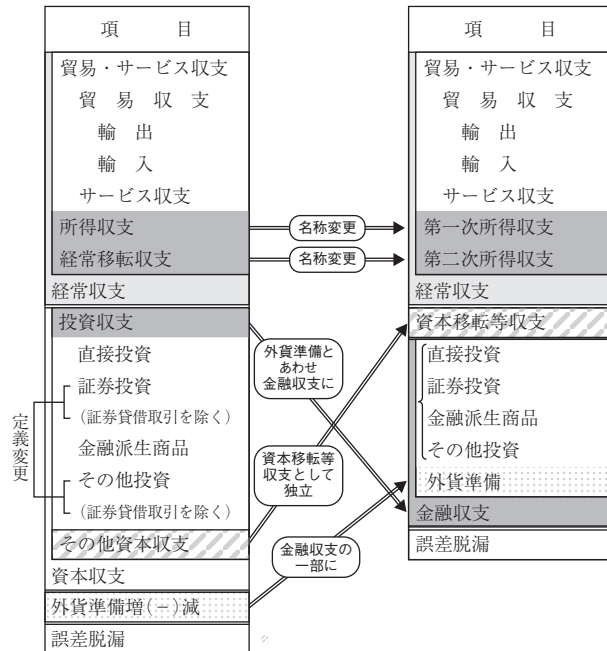 項　目
貿易・サービス収支
貿易収支
輸出
輸入
サービス収支
所得収支
経常移転収支
経常収支
投資収支
直接投資
証券投資
(証券貸借取引を除く)
金融派生商品
その他投資
(証券貸借取引を除く)
その他資本収支
資本収支
外貨準備増(－)減
誤差脱漏
定義変更
名称変更
名称変更
外貨準備と
あわせ
金融収支に
資本移転等
収支として
独立
金融収支の
一部に
項　目
貿易・サービス収支
貿易収支
輸出
輸入
サービス収支
第一次所得収支
第二次所得収支
経常収支
資本移転等収支
直接投資
証券投資
金融派生商品
その他投資
外貨準備
金融収支
誤差脱漏